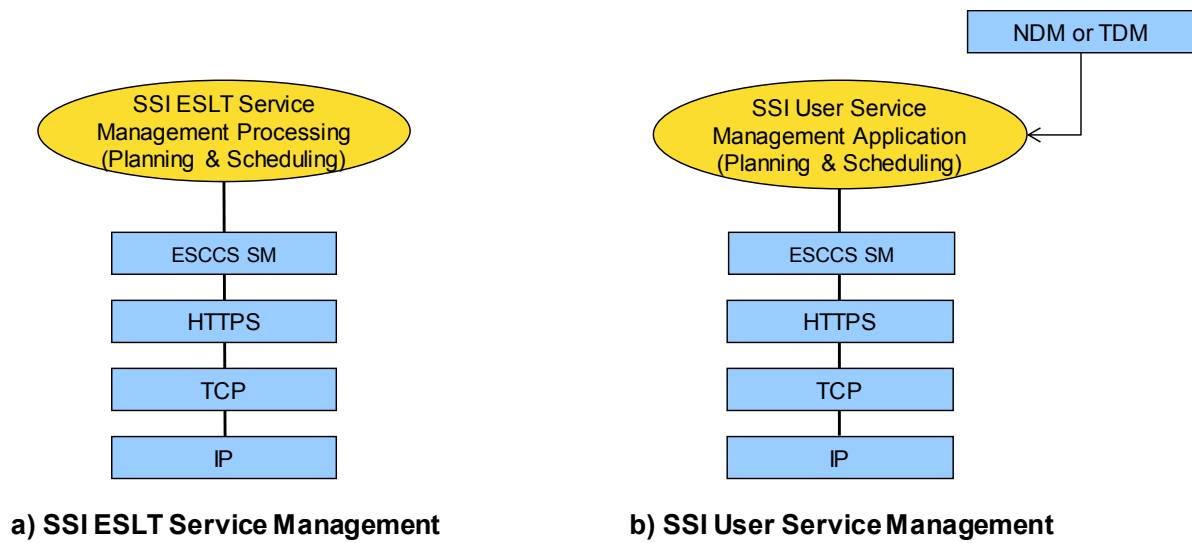 NDM or TDM
SSI ESLT Service
Management Processing
(Planning & Scheduling)
SSI User Service
Management Application
(Planning & Scheduling)
ESCCS SM
ESCCS SM
HTTPS
HTTPS
TCP
TCP
IP
IP
a) SSI ESLT Service Management
b) SSI User Service Management